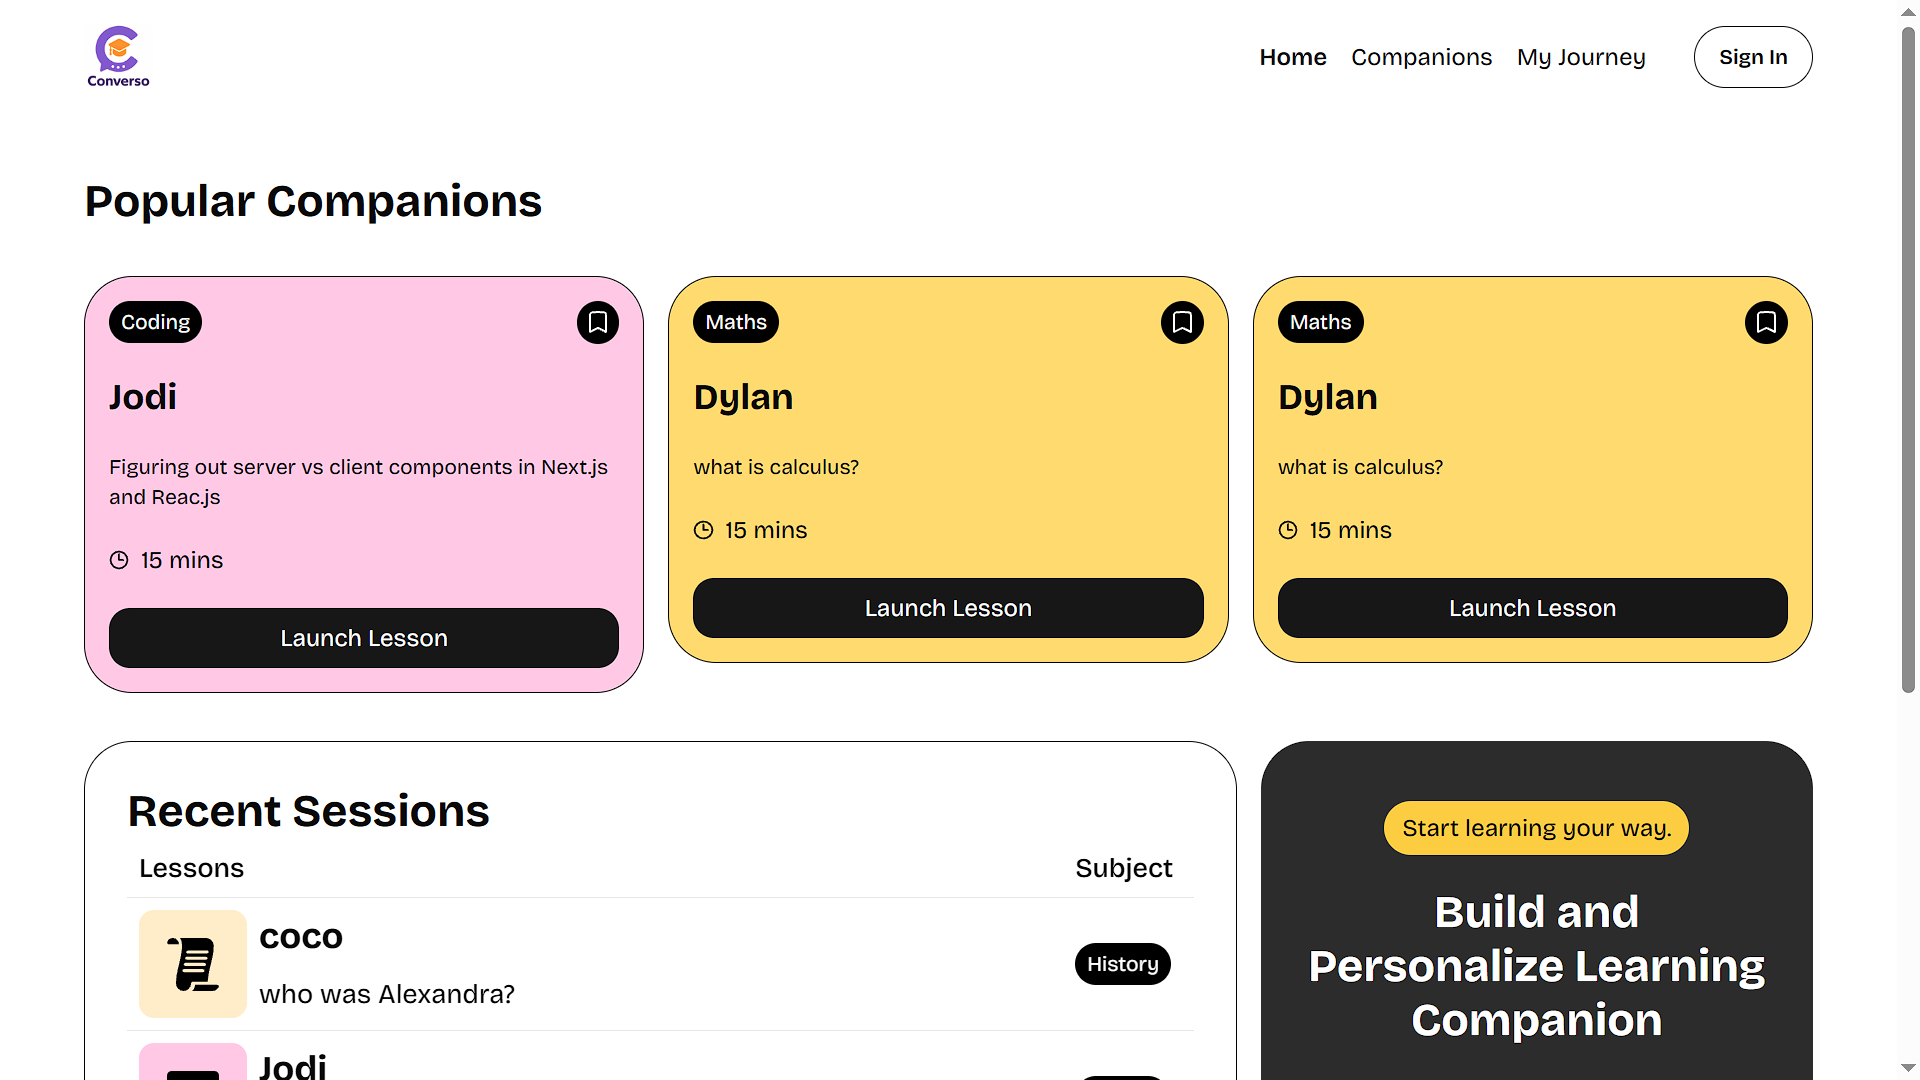 Converso
Home
Companions
My Journey
Sign In
Popular Companions
Coding
Jodi
Figuring out server vs client components in Next.js
and Reac.js
15 mins
Launch Lesson
Maths
Dylan
what is calculus?
15 mins
Launch Lesson
Maths
Dylan
what is calculus?
15 mins
Launch Lesson
Recent Sessions
Lessons
Subject
coco
who was Alexandra?
History
Jodi
Start learning your way.
Build and
Personalize Learning
Companion